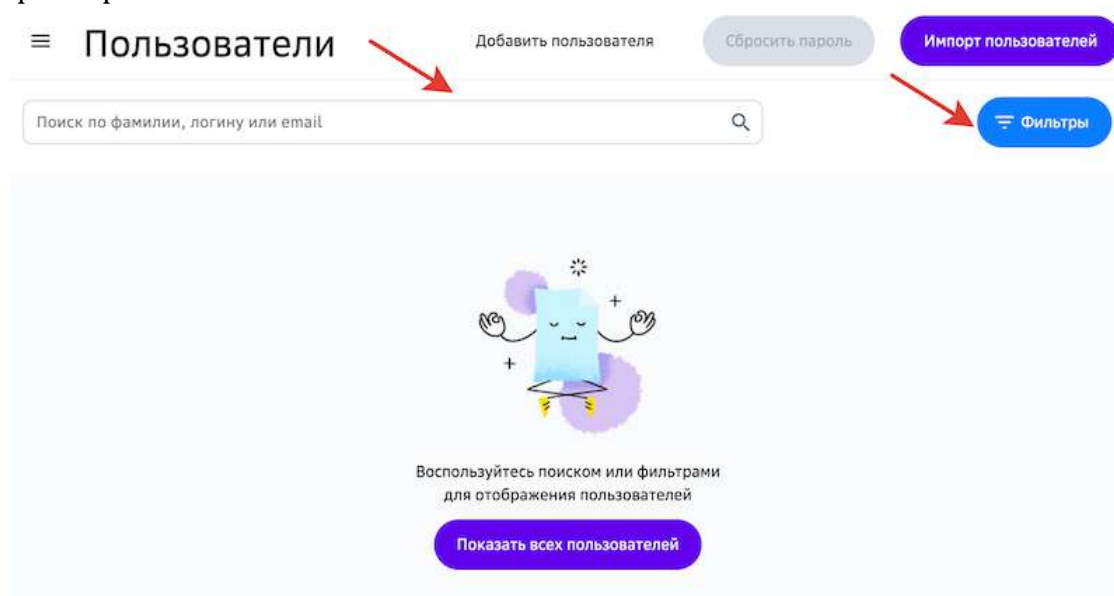 Пользователи
Добавить пользователя
Сбросить пароль
Импорт пользователей
Поиск по фамилии, логину или email
Фильтры
Воспользуйтесь поиском или фильтрами
для отображения пользователей
Показать всех пользователей